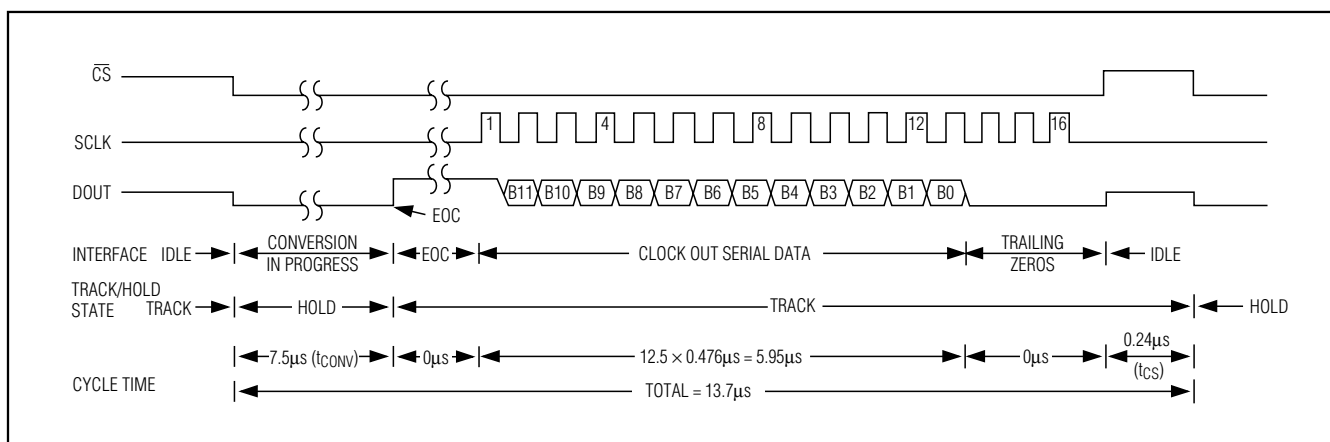 CS
SCLK
1 4 8 12 16
DOUT
B11 B10 B9 B8 B7 B6 B5 B4 B3 B2 B1 B0
EOC
INTERFACE IDLE CONVERSION IN PROGRESS EOC CLOCK OUT SERIAL DATA TRAILING ZEROS IDLE
TRACK/HOLD
STATE TRACK HOLD TRACK HOLD
7.5µs (tCONV) 0µs 12.5 × 0.476µs = 5.95µs 0µs 0.24µs (tCS)
CYCLE TIME
TOTAL = 13.7µs